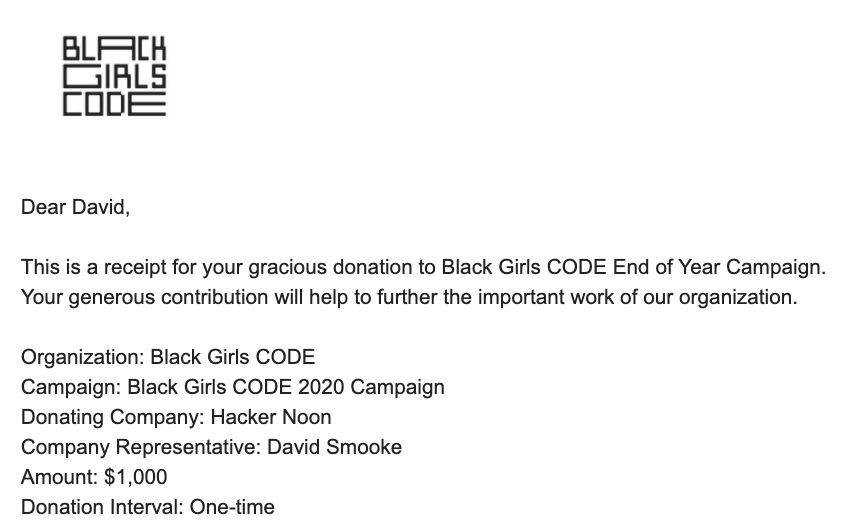 BLACK
GIRLS
CODE
Dear David,
This is a receipt for your gracious donation to Black Girls CODE End of Year Campaign.
Your generous contribution will help to further the important work of our organization.
Organization: Black Girls CODE
Campaign: Black Girls CODE 2020 Campaign
Donating Company: Hacker Noon
Company Representative: David Smooke
Amount: $1,000
Donation Interval: One-time